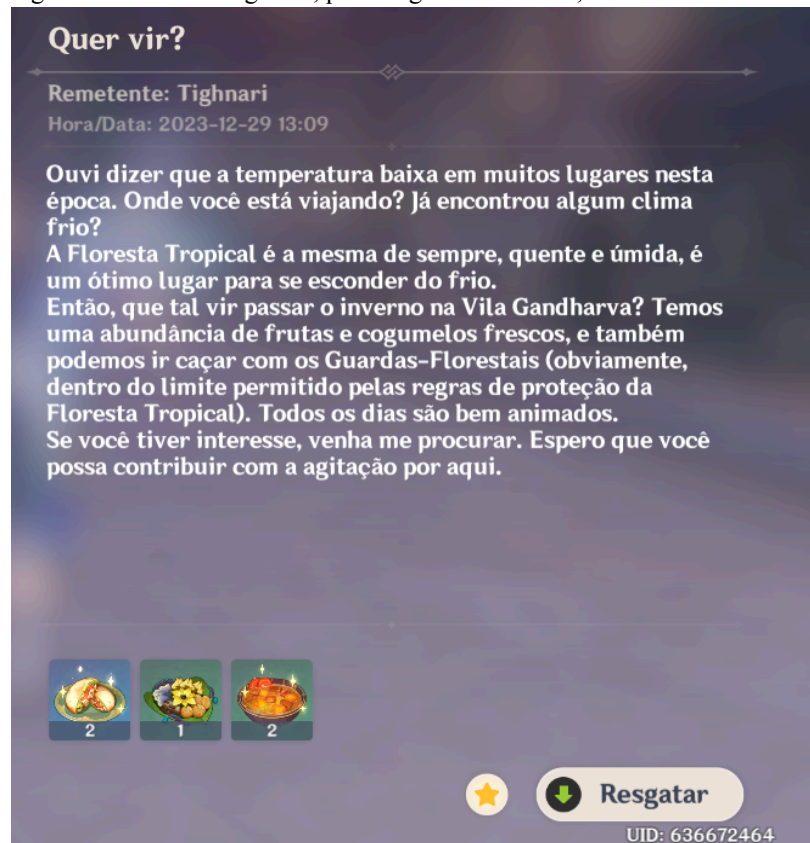 Quer vir?
Remetente: Tighnari
Hora/Data: 2023-12-29 13:09
Ouvi dizer que a temperatura baixa em muitos lugares nesta
época. Onde você está viajando? Já encontrou algum clima
frio?
A Floresta Tropical é a mesma de sempre, quente e úmida, é
um ótimo lugar para se esconder do frio.
Então, que tal vir passar o inverno na Vila Gandharva? Temos
uma abundância de frutas e cogumelos frescos, e também
podemos ir caçar com os Guardas-Florestais (obviamente,
dentro do limite permitido pelas regras de proteção da
Floresta Tropical). Todos os dias são bem animados.
Se você tiver interesse, venha me procurar. Espero que você
possa contribuir com a agitação por aqui.
2
1
2
Resgatar
UID: 636672464